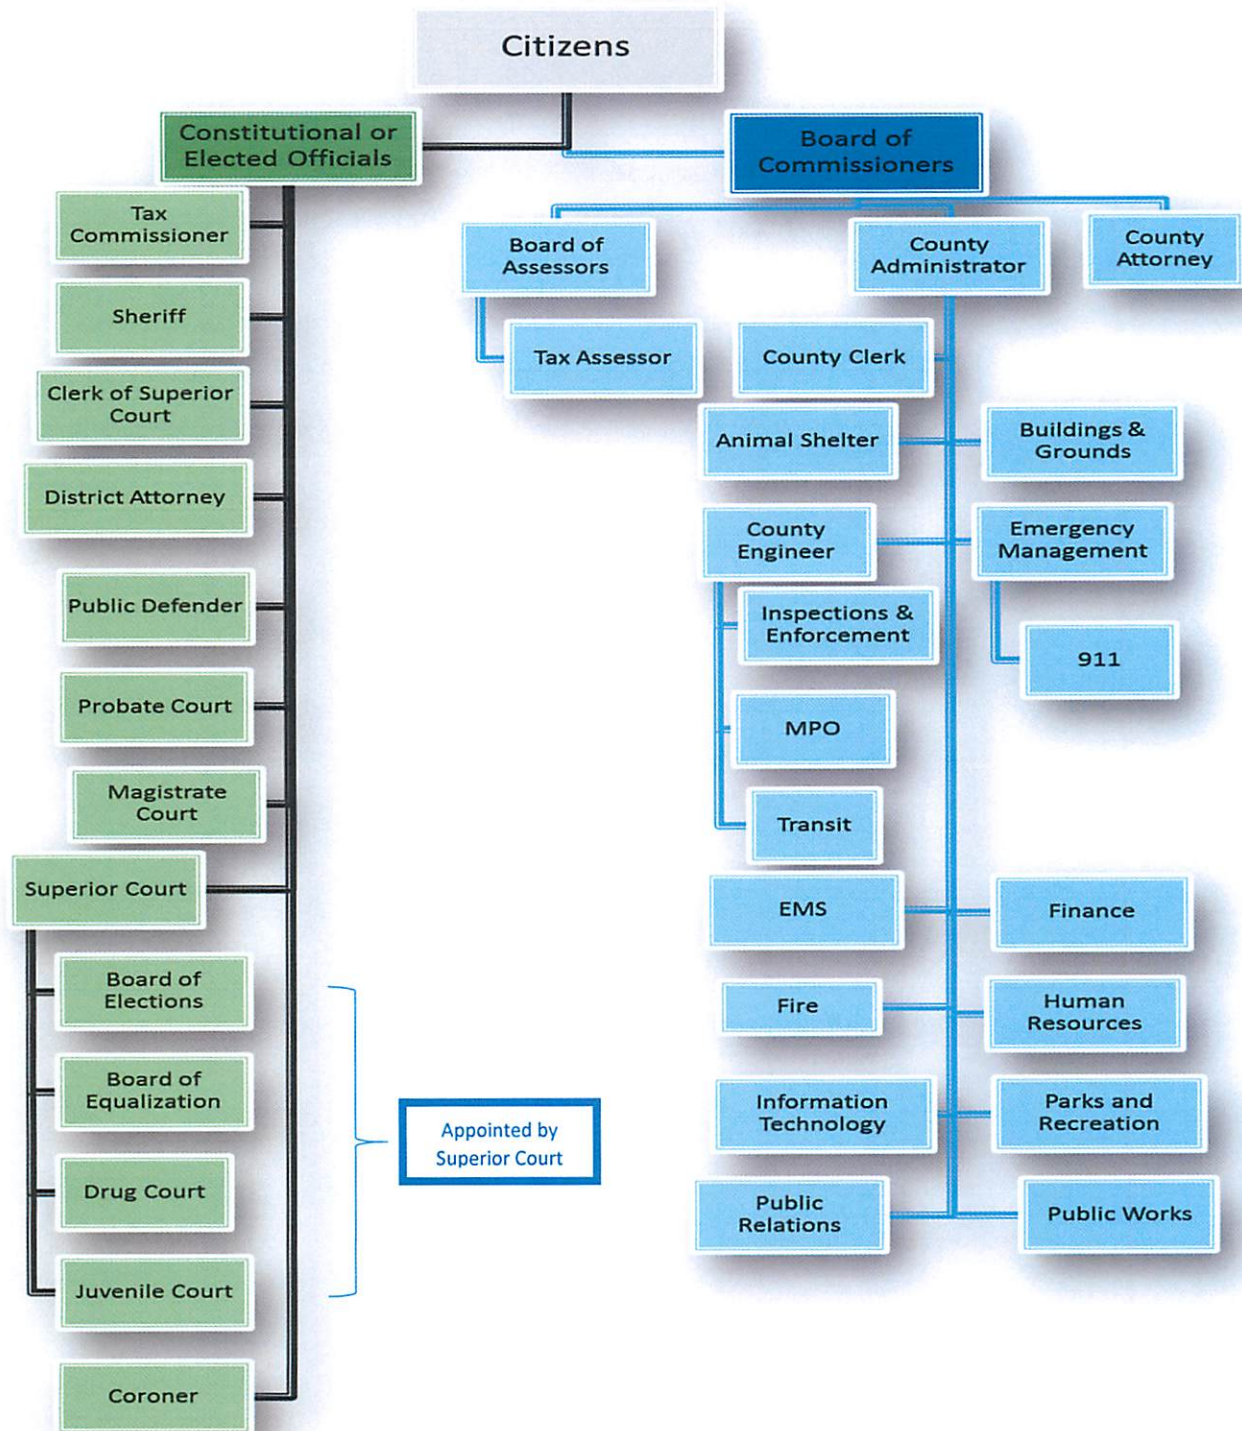 Citizens
Constitutional or
Elected Officials
Board of
Commissioners
Tax
Commissioner
Sheriff
Clerk of Superior
Court
District Attorney
Public Defender
Probate Court
Magistrate
Court
Superior Court
Board of
Elections
Board of
Equalization
Drug Court
Juvenile Court
Coroner
Appointed by
Superior Court
Board of
Assessors
Tax Assessor
County
Administrator
County
Attorney
County Clerk
Animal Shelter
Buildings &
Grounds
County
Engineer
Emergency
Management
Inspections &
Enforcement
911
MPO
Transit
EMS
Finance
Fire
Human
Resources
Information
Technology
Parks and
Recreation
Public
Relations
Public Works